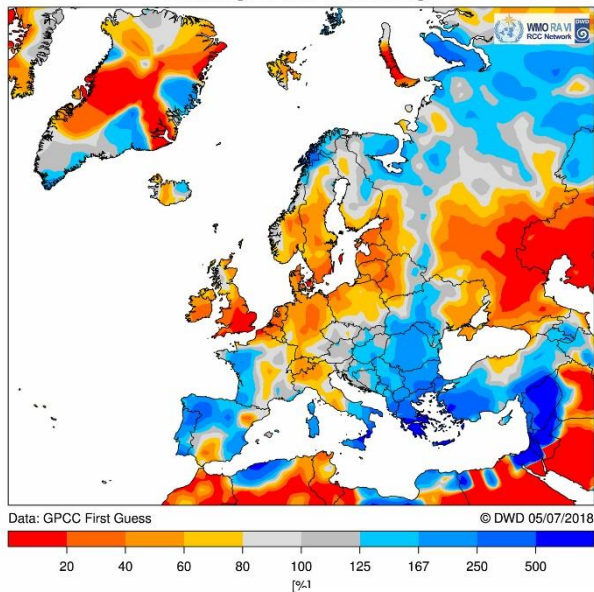 WMO RA VI
RCC Network
DWD
Data: GPCC First Guess
© DWD 05/07/2018
20 40 60 80 100 125 167 250 500
[%]